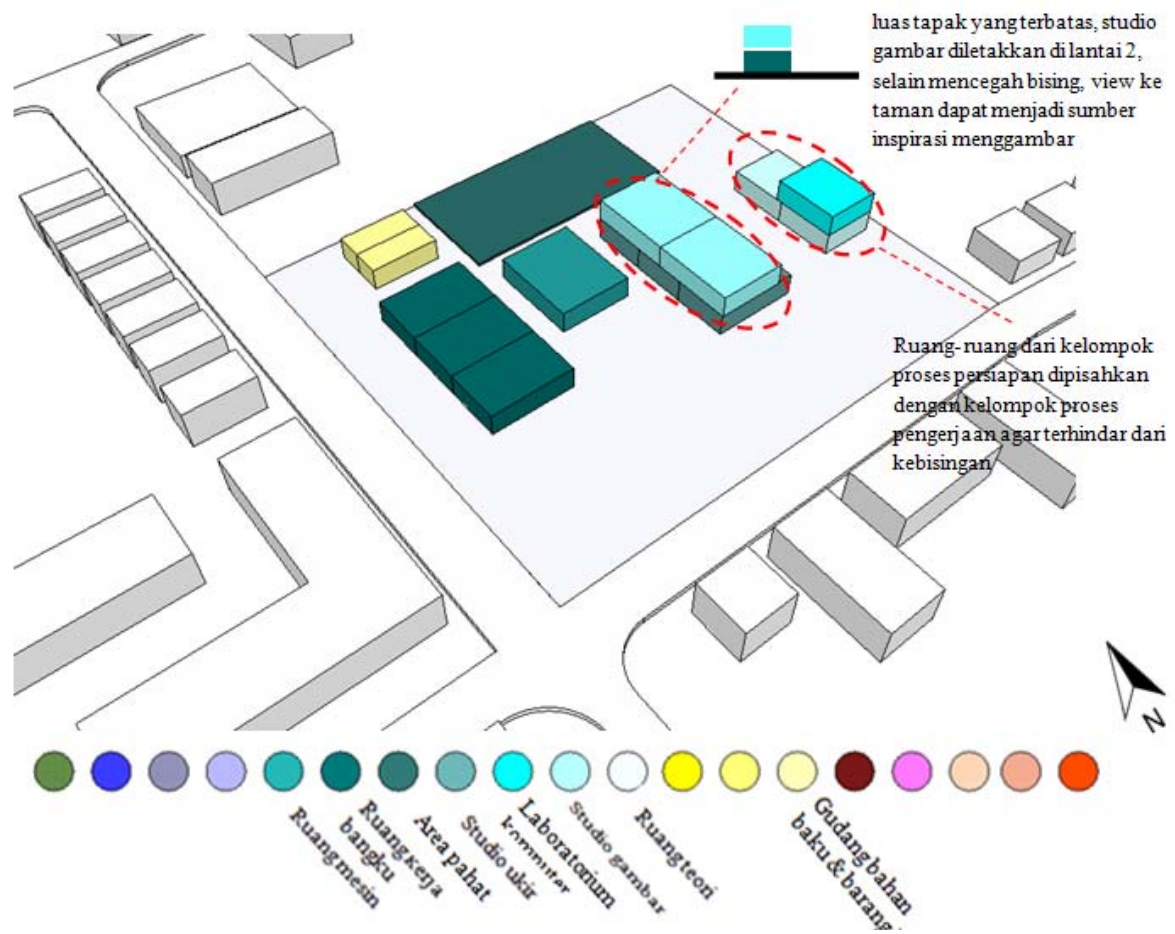 luas tapak yang terbatas, studio
gambar diletakkan di lantai 2,
selain mencegah bising, view ke
taman dapat menjadi sumber
inspirasi menggambar
Ruang-ruang dari kelompok
proses persiapan dipisahkan
dengan kelompok proses
pengerjaan agar terhindar dari
kebisingan
N
Ruang mesin
Ruang kerja
bangku
Area pahat
Studio ukir
Laboratorium
komputer
Studio gambar
Ruang teori
Gudang bahan
baku & barang